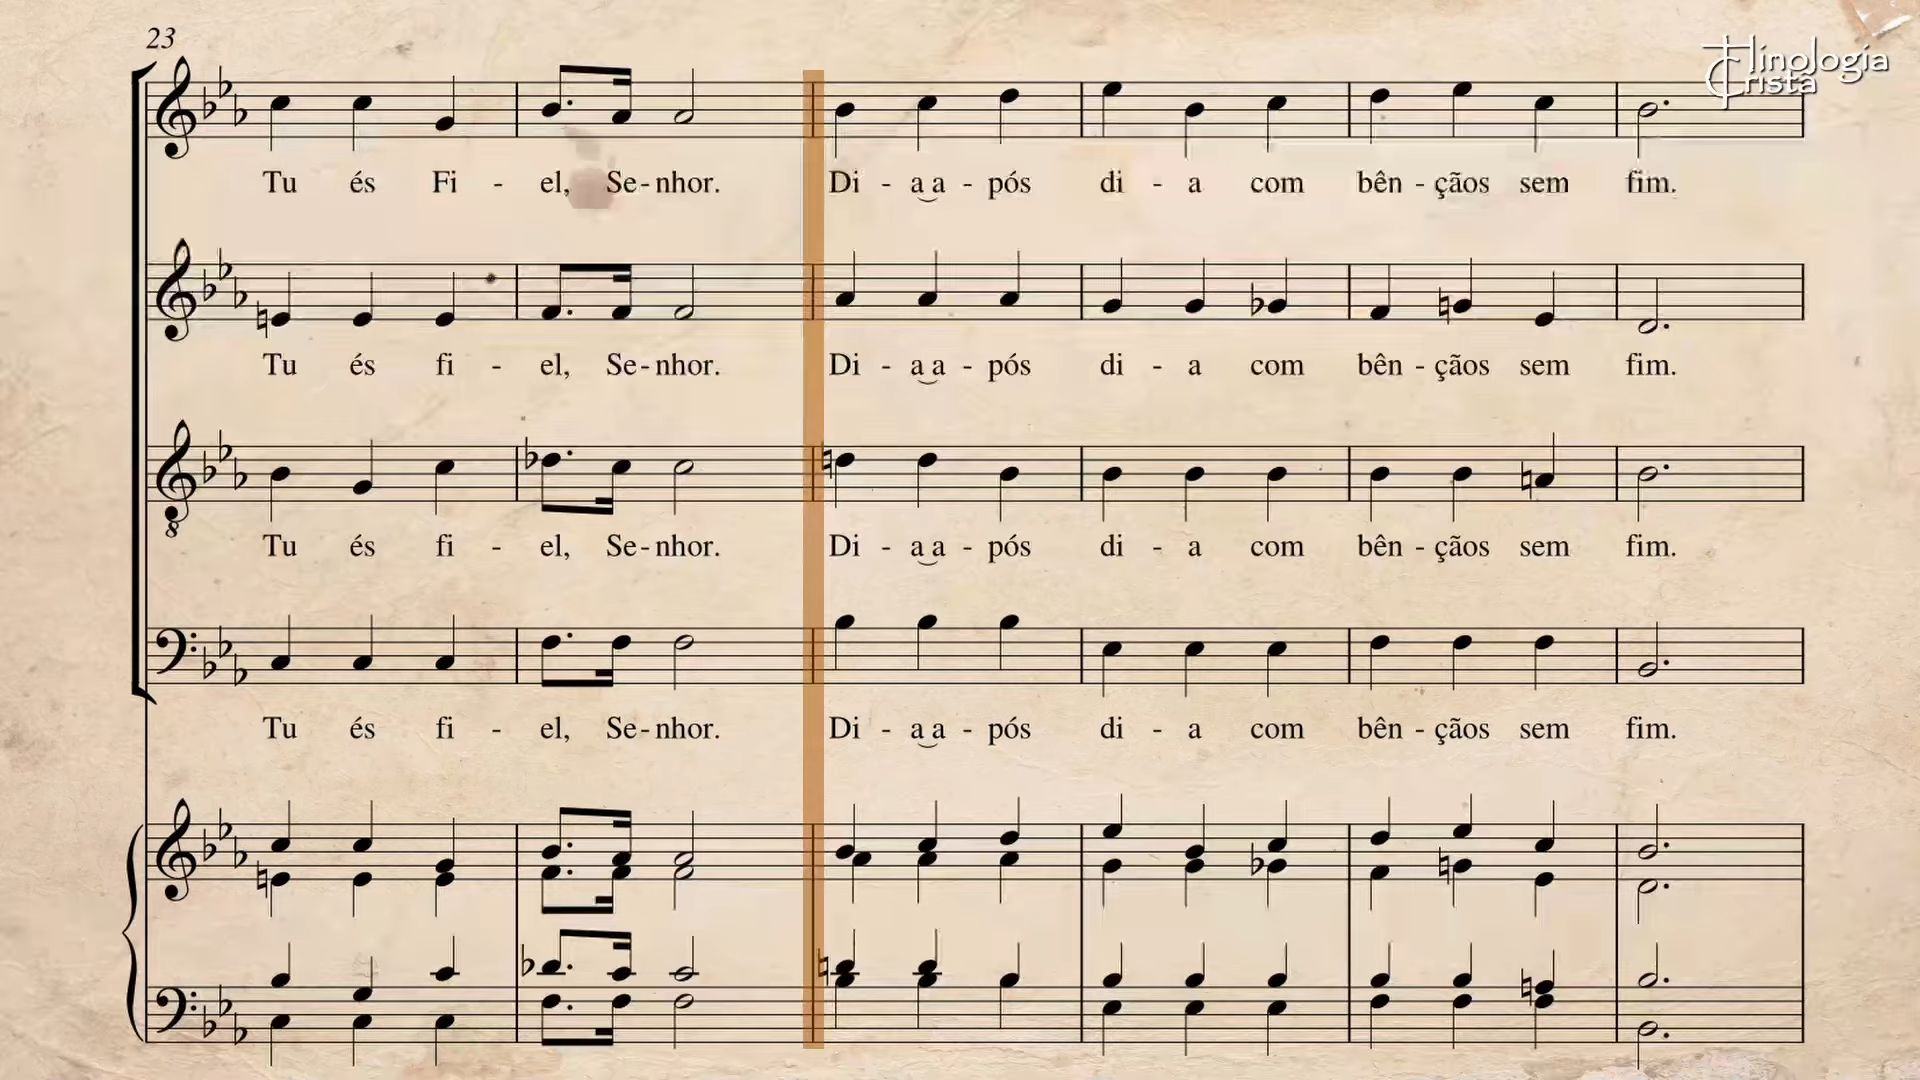 23
Hinologia
Cristã
Tu és Fi - el, Se - nhor. Di - a a - pós di - a com bên - çãos sem fim.
Tu és fi - el, Se - nhor. Di - a a - pós di - a com bên - çãos sem fim.
8
Tu és fi - el, Se - nhor. Di - a a - pós di - a com bên - çãos sem fim.
Tu és fi - el, Se - nhor. Di - a a - pós di - a com bên - çãos sem fim.